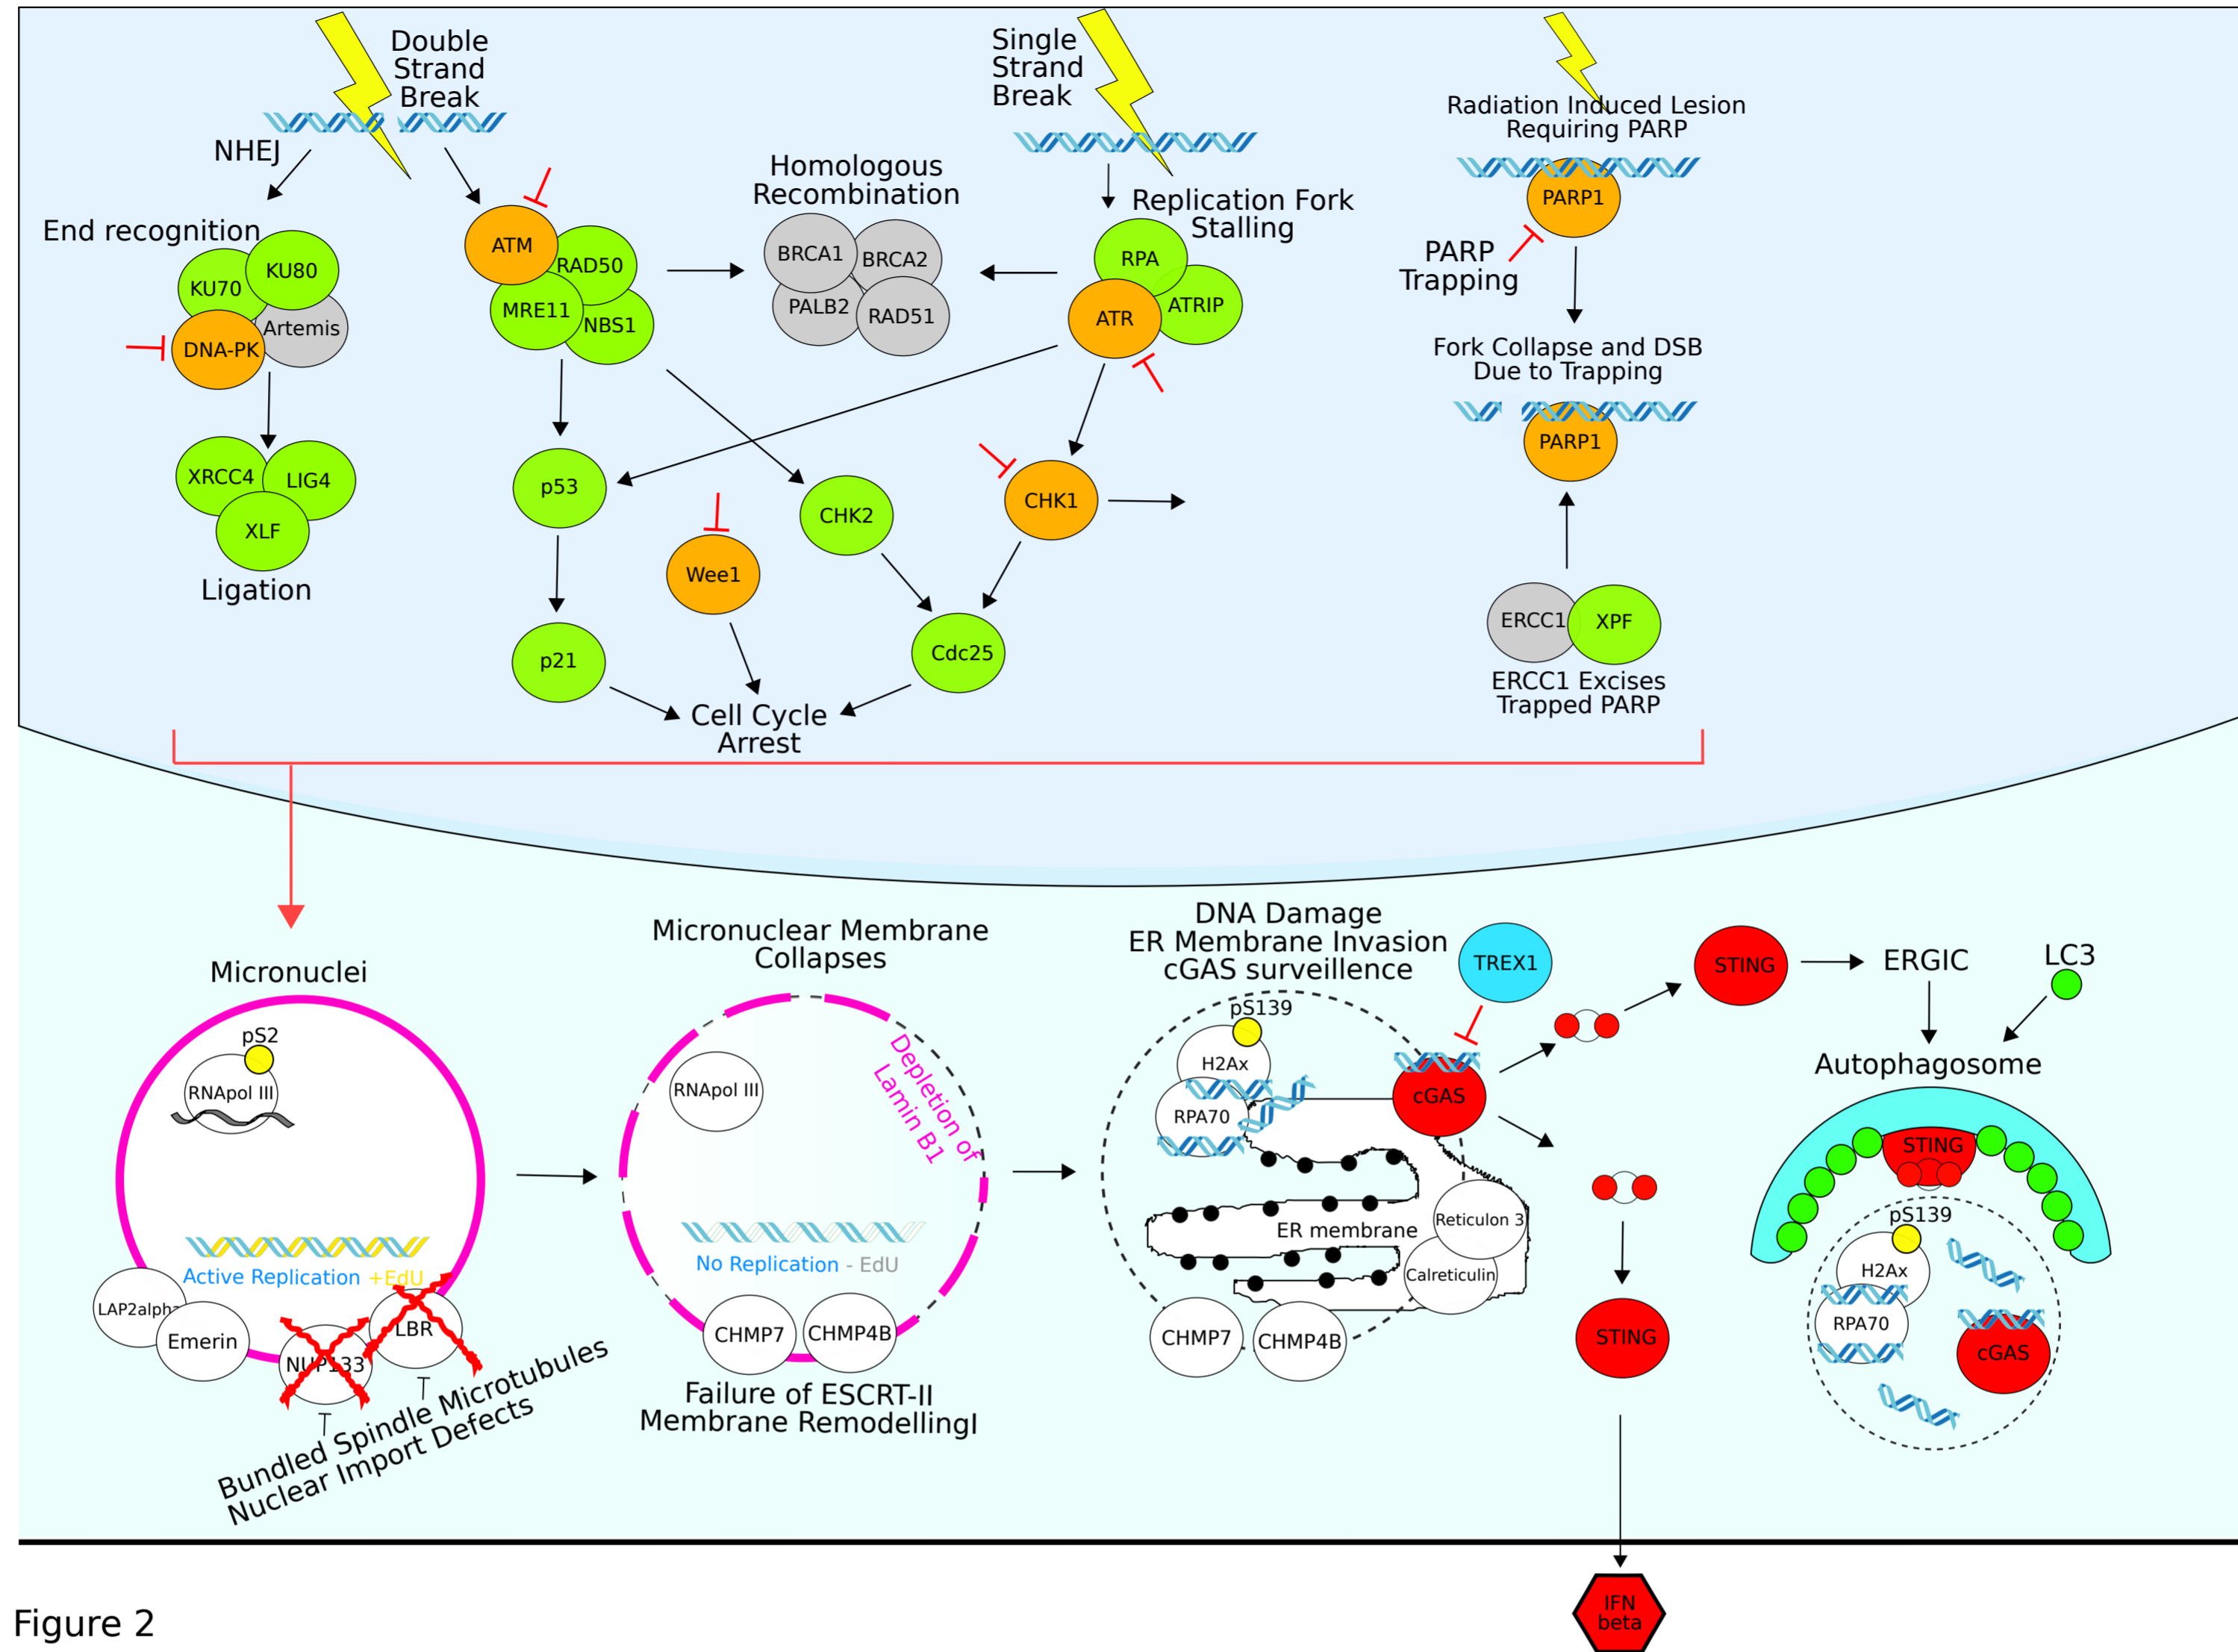 Double
Strand
Break
NHEJ
End recognition
KU70
KU80
DNA-PK
Artemis
XRCC4
LIG4
XLF
Ligation
ATM
RAD50
MRE11
NBS1
Homologous
Recombination
BRCA1
BRCA2
PALB2
RAD51
Single
Strand
Break
Replication Fork
Stalling
RPA
ATR
ATRIP
p53
p21
Wee1
CHK2
CHK1
Cdc25
Cell Cycle
Arrest
Radiation Induced Lesion
Requiring PARP
PARP1
PARP
Trapping
Fork Collapse and DSB
Due to Trapping
PARP1
ERCC1
XPF
ERCC1 Excises
Trapped PARP
Micronuclei
pS2
RNApol III
Active Replication +EdU
LAP2alpha
Emerin
NUP133
LBR
Bundled Spindle Microtubules
Nuclear Import Defects
Micronuclear Membrane
Collapses
RNApol III
Depletion of
Lamin B1
No Replication - EdU
CHMP7
CHMP4B
Failure of ESCRT-II
Membrane RemodellingI
DNA Damage
ER Membrane Invasion
cGAS surveillence
pS139
H2Ax
RPA70
ER membrane
Reticulon 3
Calreticulin
CHMP7
CHMP4B
TREX1
cGAS
STING
ERGIC
LC3
Autophagosome
STING
pS139
H2Ax
RPA70
cGAS
STING
IFN
beta
Figure 2